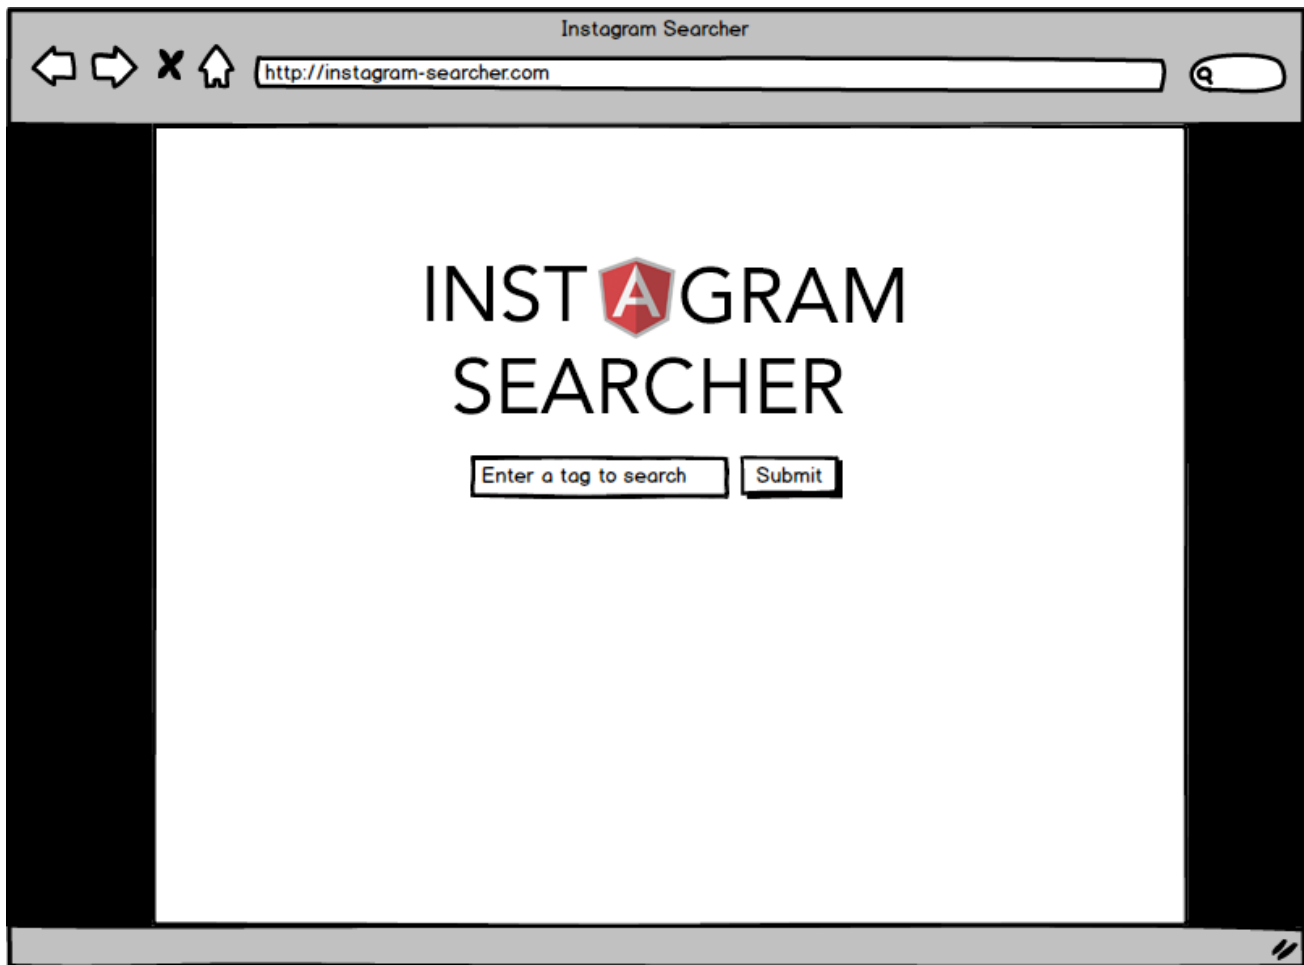 Instagram Searcher
http://instagram-searcher.com
INSTAGRAM
SEARCHER
Enter a tag to search
Submit